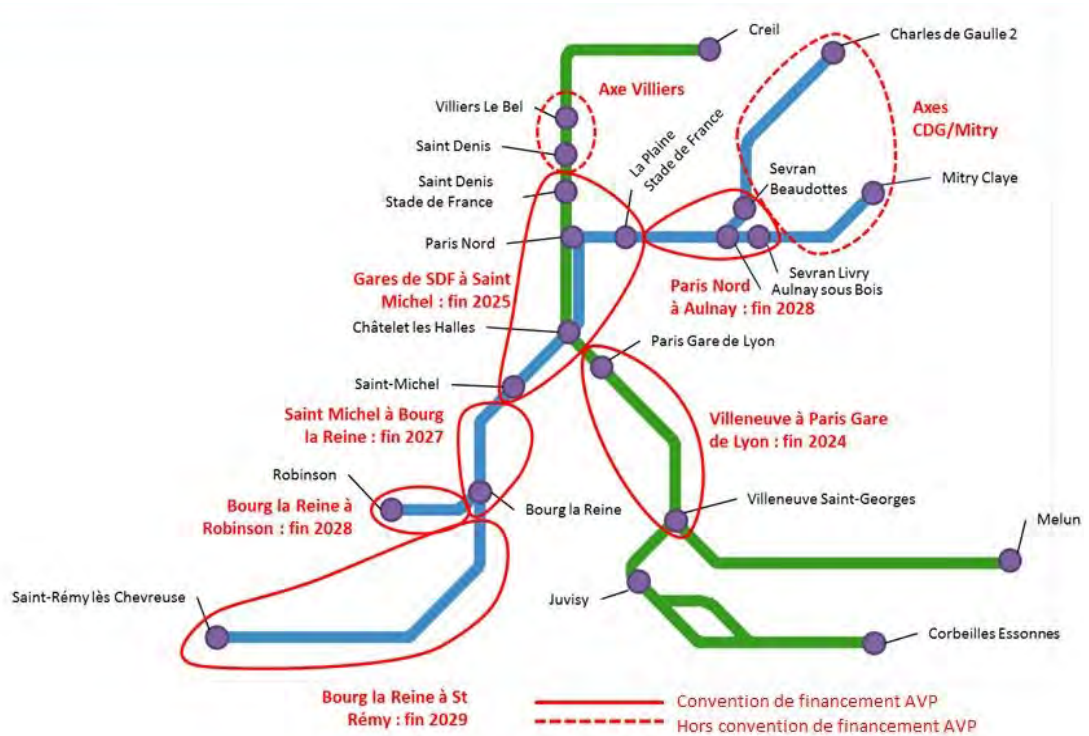 Creil
Charles de Gaulle 2
Axe Villiers
Villiers Le Bel
Axes
CDG/Mitry
La Plaine
Stade de France
Saint Denis
Saint Denis
Stade de France
Sevran
Beaudottes
Mitry Claye
Paris Nord
Sevran Livry
Aulnay sous Bois
Gares de SDF à Saint
Michel : fin 2025
Paris Nord
à Aulnay : fin 2028
Châtelet les Halles
Paris Gare de Lyon
Saint-Michel
Saint Michel à Bourg
la Reine : fin 2027
Villeneuve à Paris Gare
de Lyon : fin 2024
Robinson
Bourg la Reine à
Robinson : fin 2028
Bourg la Reine
Villeneuve Saint-Georges
Melun
Saint-Rémy lès Chevreuse
Juvisy
Corbeilles Essonnes
Bourg la Reine à St
Rémy : fin 2029
Convention de financement AVP
Hors convention de financement AVP